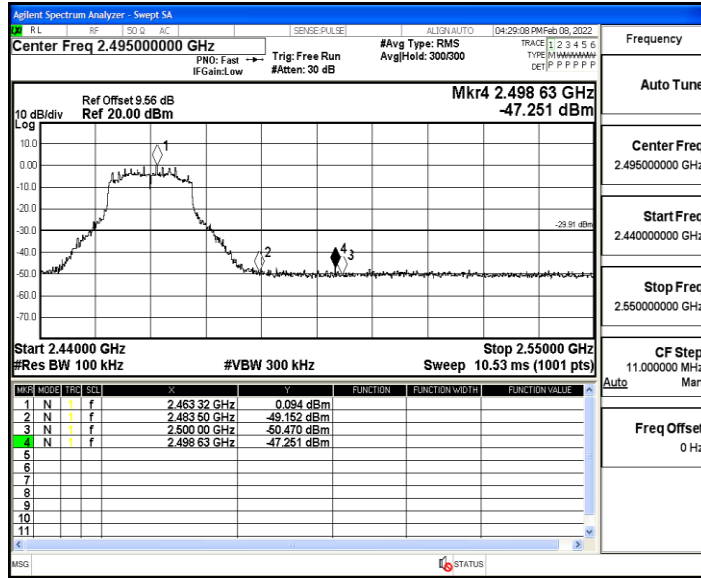 Agilent Spectrum Analyzer - Swept SA
RL RF 50 Ω AC SENSE:PULSE ALIGN AUTO 04:29:08 PM Feb 08, 2022
Center Freq 2.495000000 GHz
PNO: Fast
IFGain:Low
Trig: Free Run
#Atten: 30 dB
#Avg Type: RMS
Avg|Hold: 300/300
TRACE 1 2 3 4 5 6
TYPE M WWWWW
DET P P P P P P
Mkr4 2.498 63 GHz
-47.251 dBm
Ref Offset 9.56 dB
10 dB/div Ref 20.00 dBm
Log
10.0
0.00
-10.0
-20.0
-30.0
-40.0
-50.0
-60.0
-70.0
1
2
4
3
-29.91 dBm
Start 2.44000 GHz Stop 2.55000 GHz
#Res BW 100 kHz #VBW 300 kHz Sweep 10.53 ms (1001 pts)
MKR MODE TRC SCL X Y FUNCTION FUNCTION WIDTH FUNCTION VALUE
1 N 1 f 2.463 32 GHz 0.094 dBm
2 N 1 f 2.483 50 GHz -49.152 dBm
3 N 1 f 2.500 00 GHz -50.470 dBm
4 N 1 f 2.498 63 GHz -47.251 dBm
5
6
7
8
9
10
11
MSG STATUS
Frequency
Auto Tune
Center Freq
2.495000000 GHz
Start Freq
2.440000000 GHz
Stop Freq
2.550000000 GHz
CF Step
11.000000 MHz
Auto Man
Freq Offset
0 Hz